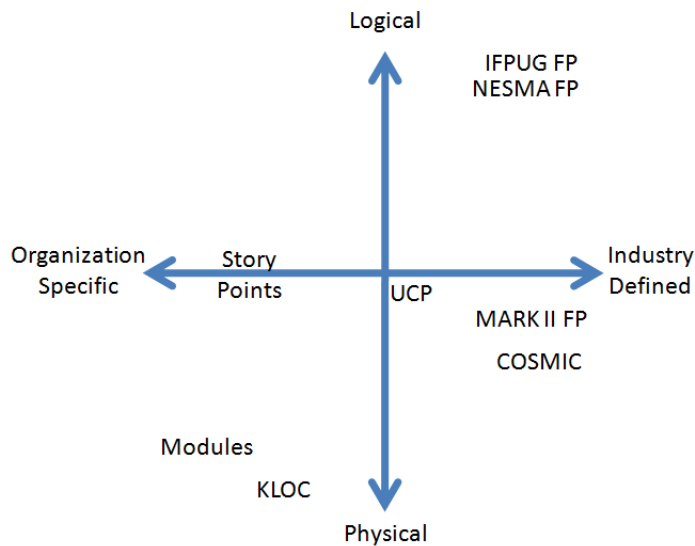 Logical
IFPUG FP
NESMA FP
Organization
Specific
Story
Points
Industry
Defined
UCP
MARK II FP
COSMIC
Modules
KLOC
Physical